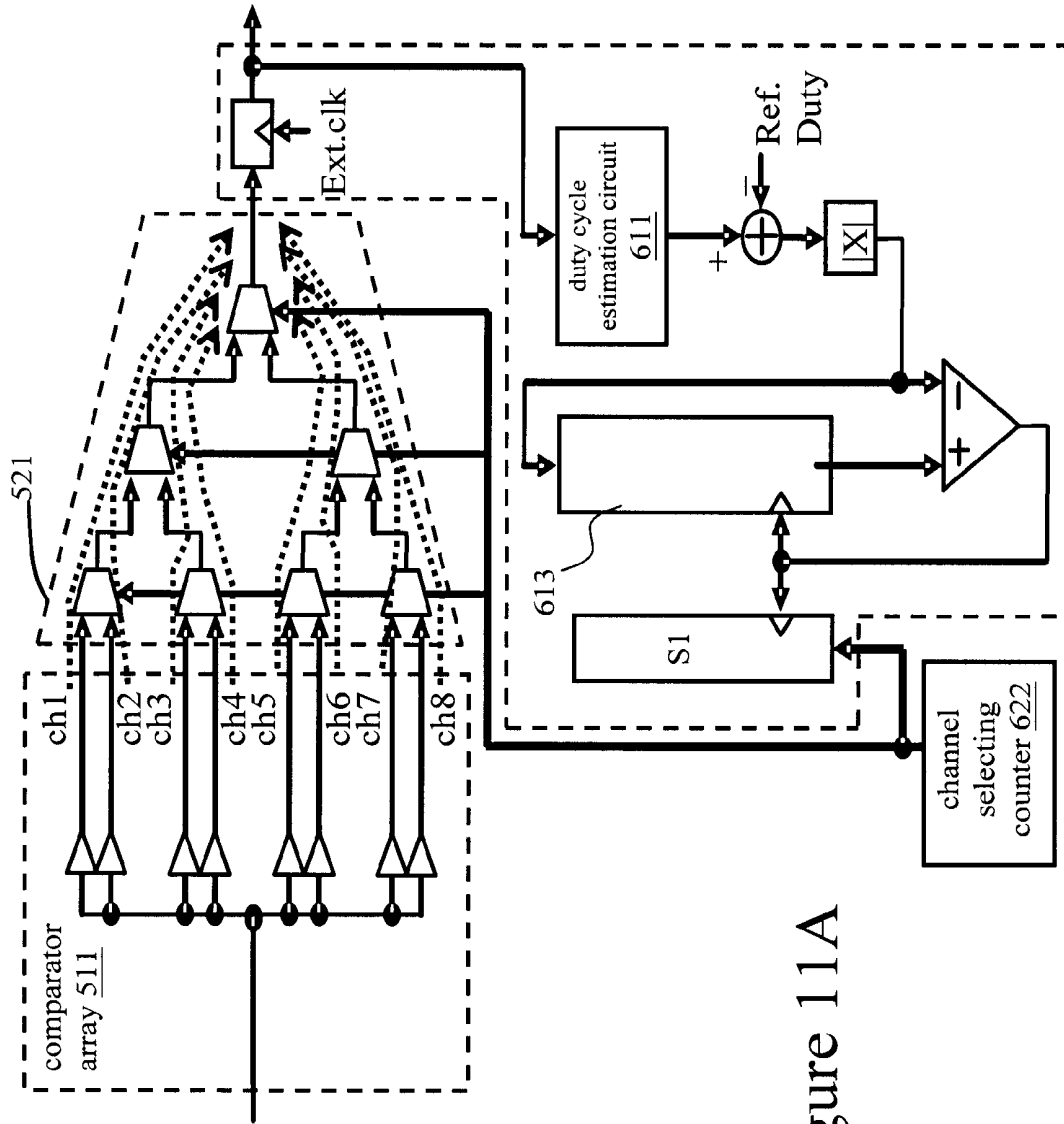 521
Ext.clk
ch1
ch2
ch3
ch4
ch5
ch6
ch7
ch8
comparator
array 511
duty cycle
estimation circuit
611
+
−
Ref.
Duty
|X|
+
−
613
S1
channel
selecting
counter 622
gure 11A